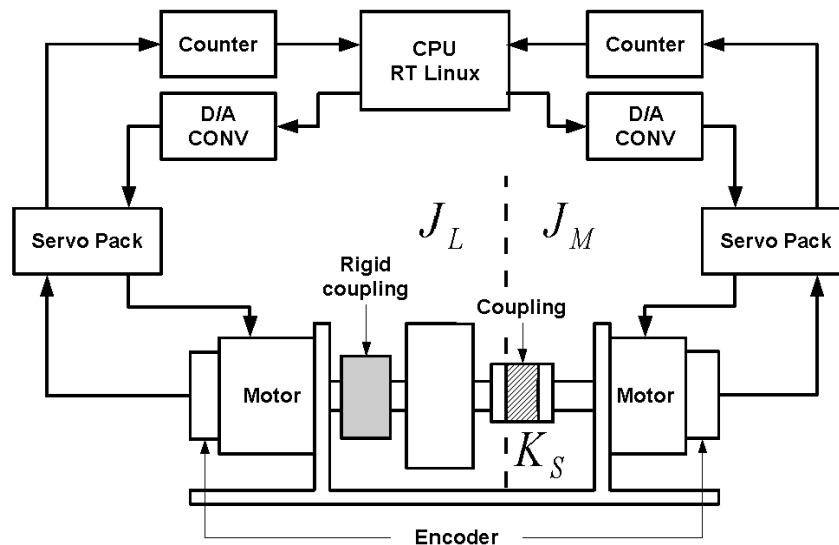 Counter
CPU
RT Linux
Counter
D/A
CONV
D/A
CONV
Servo Pack
J_L
J_M
Servo Pack
Rigid
coupling
Coupling
Motor
Motor
K_S
Encoder